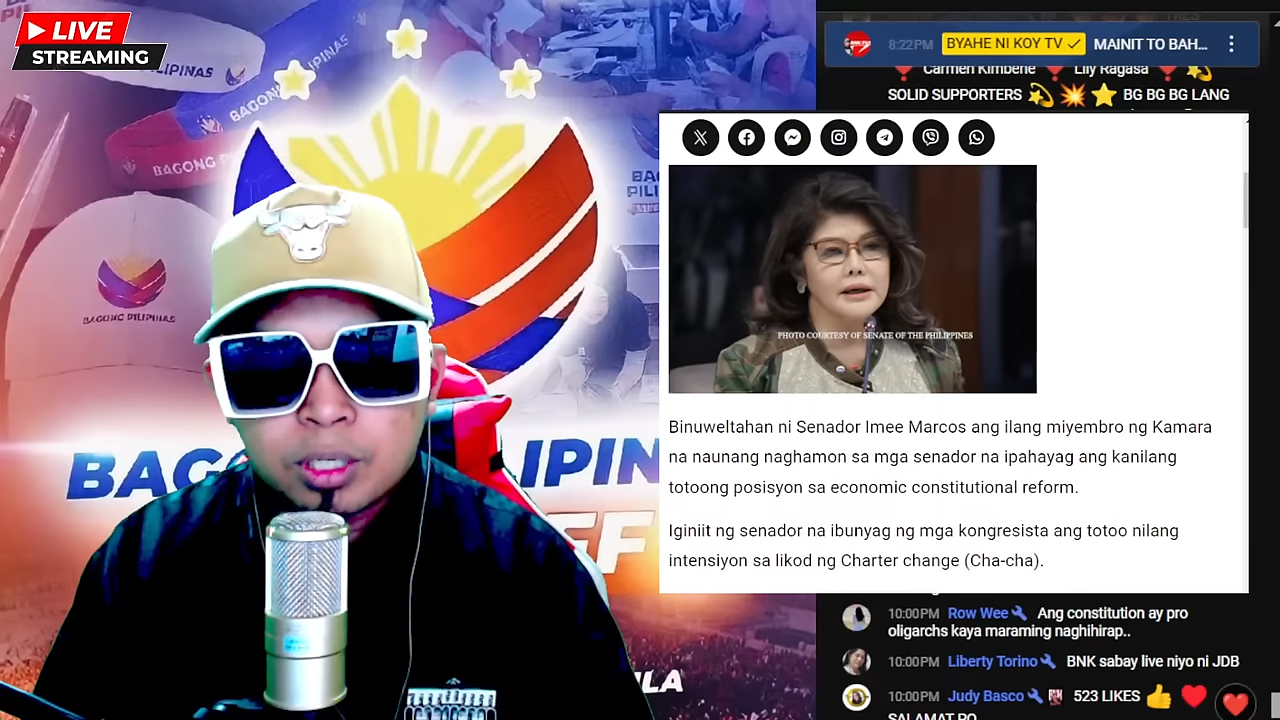 LIVE
STREAMING
PILIPINAS
BAGONG PILIPINAS
BAGONG
BAGONG PILIPINAS
8:22PM BYAHE NI KOY TV MAINIT TO BAH...
Carmen Kimberlie Lily Ragasa
SOLID SUPPORTERS BG BG BG LANG
PHOTO COURTESY OF SENATE OF THE PHILIPPINES
Binuweltahan ni Senador Imee Marcos ang ilang miyembro ng Kamara
na naunang naghamon sa mga senador na ipahayag ang kanilang
totoong posisyon sa economic constitutional reform.
Iginiit ng senador na ibunyag ng mga kongresista ang totoo nilang
intensiyon sa likod ng Charter change (Cha-cha).
10:00PM Row Wee Ang constitution ay pro
oligarchs kaya maraming naghihirap..
10:00PM Liberty Torino BNK sabay live niyo ni JDB
10:00PM Judy Basco 523 LIKES
SALAMAT PO